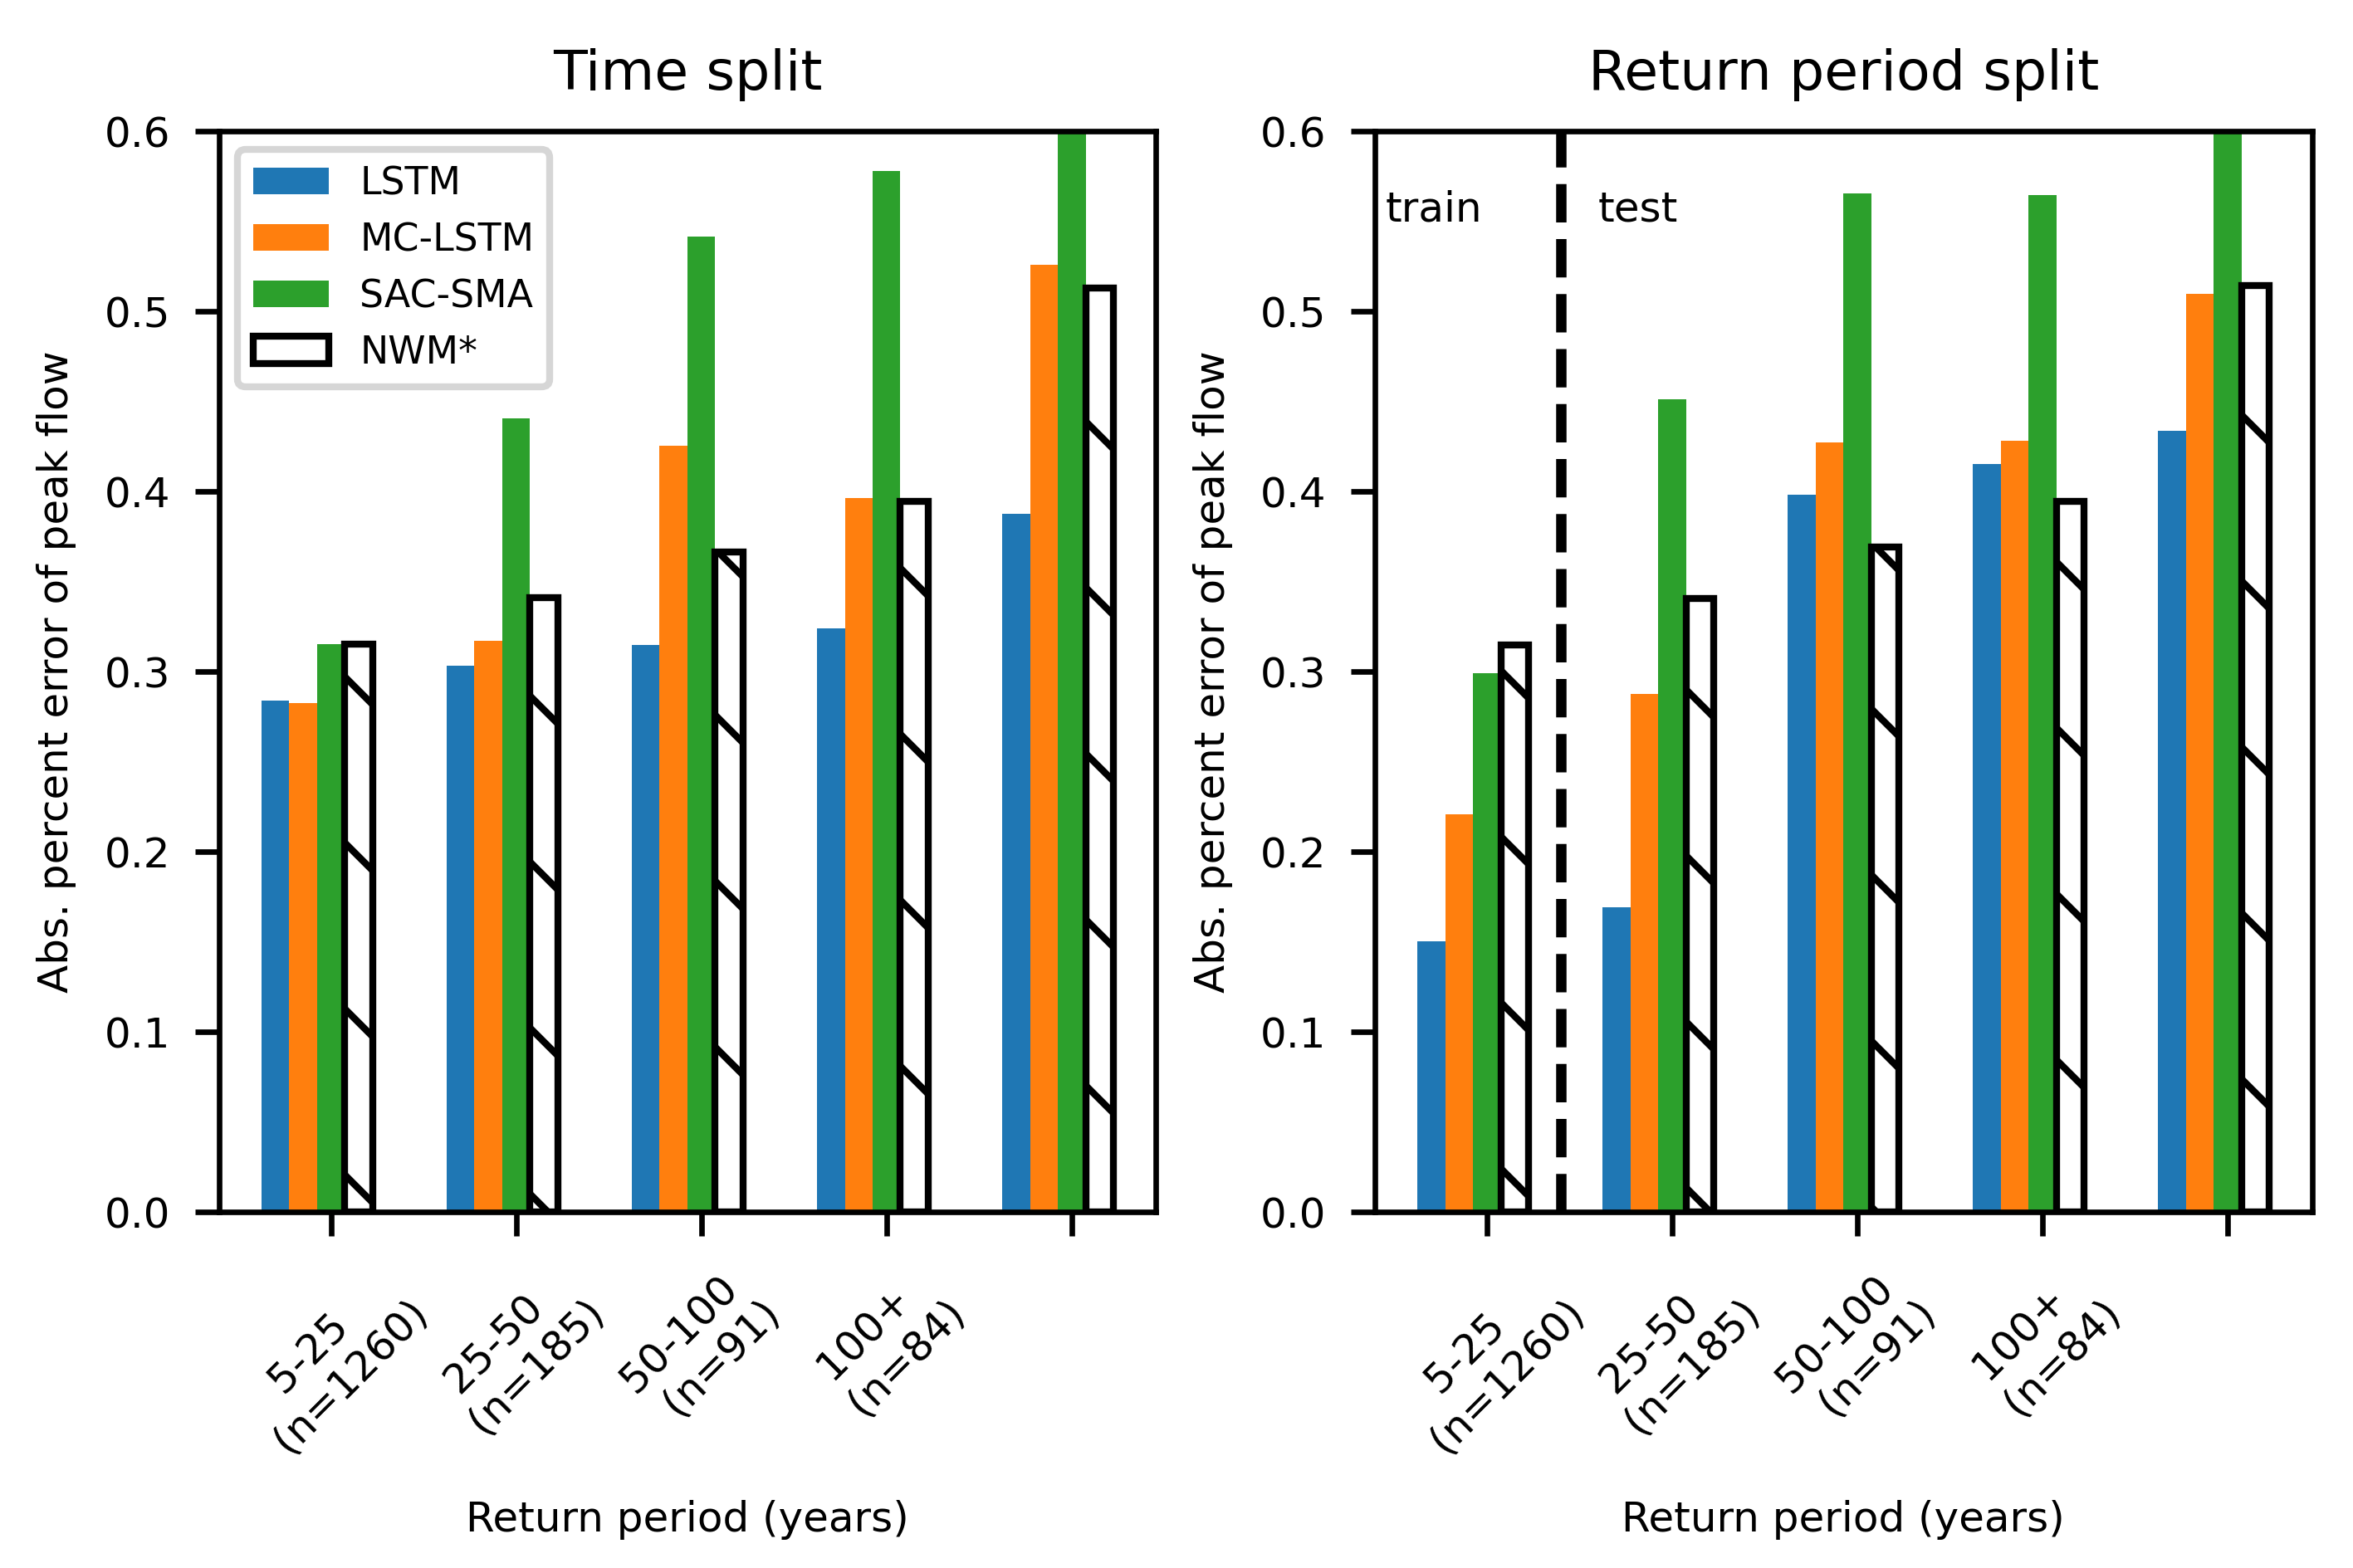 Time split
0.6
0.5
0.4
0.3
0.2
0.1
0.0
Abs. percent error of peak flow
LSTM
MC-LSTM
SAC-SMA
NWM*
5-25
(n=1260)
25-50
(n=185)
50-100
(n=91)
100+
(n=84)
Return period (years)
Return period split
0.6
0.5
0.4
0.3
0.2
0.1
0.0
Abs. percent error of peak flow
train
test
5-25
(n=1260)
25-50
(n=185)
50-100
(n=91)
100+
(n=84)
Return period (years)